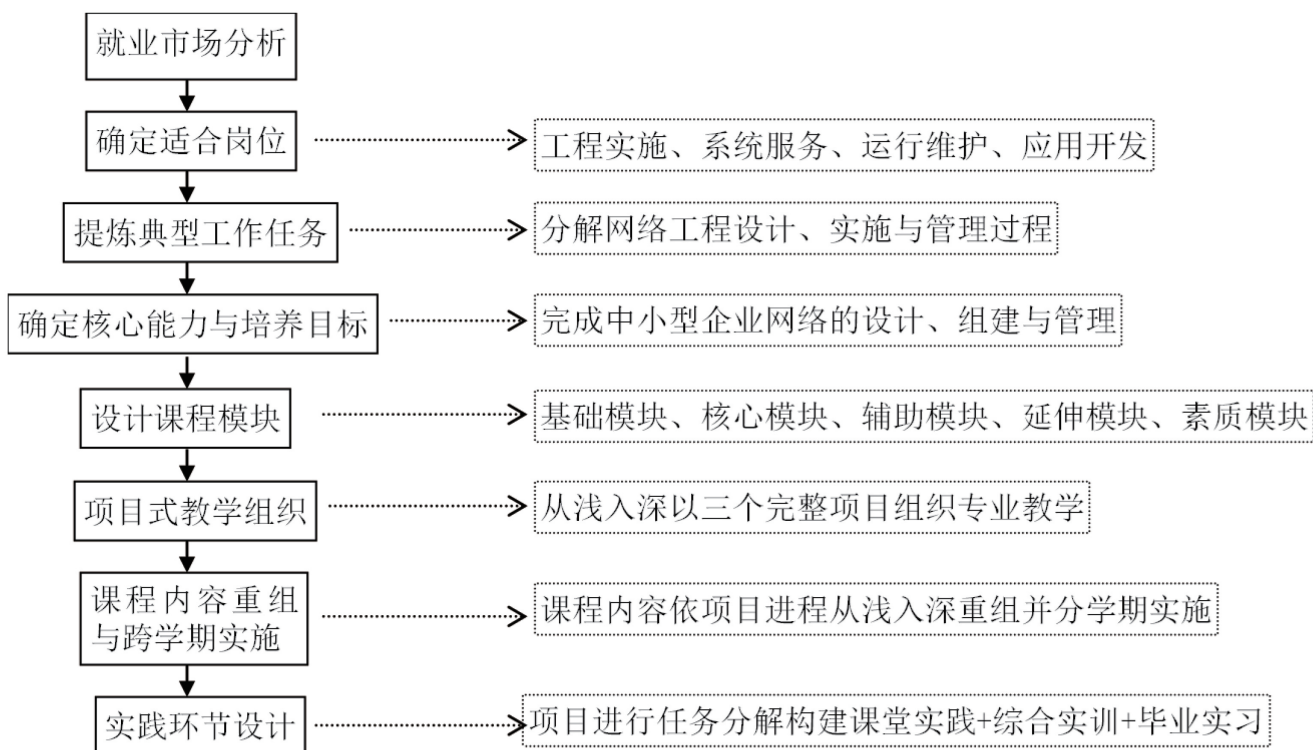 就业市场分析
确定适合岗位
工程实施、系统服务、运行维护、应用开发
提炼典型工作任务
分解网络工程设计、实施与管理过程
确定核心能力与培养目标
完成中小型企业网络的设计、组建与管理
设计课程模块
基础模块、核心模块、辅助模块、延伸模块、素质模块
项目式教学组织
从浅入深以三个完整项目组织专业教学
课程内容重组
与跨学期实施
课程内容依项目进程从浅入深重组并分学期实施
实践环节设计
项目进行任务分解构建课堂实践+综合实训+毕业实习